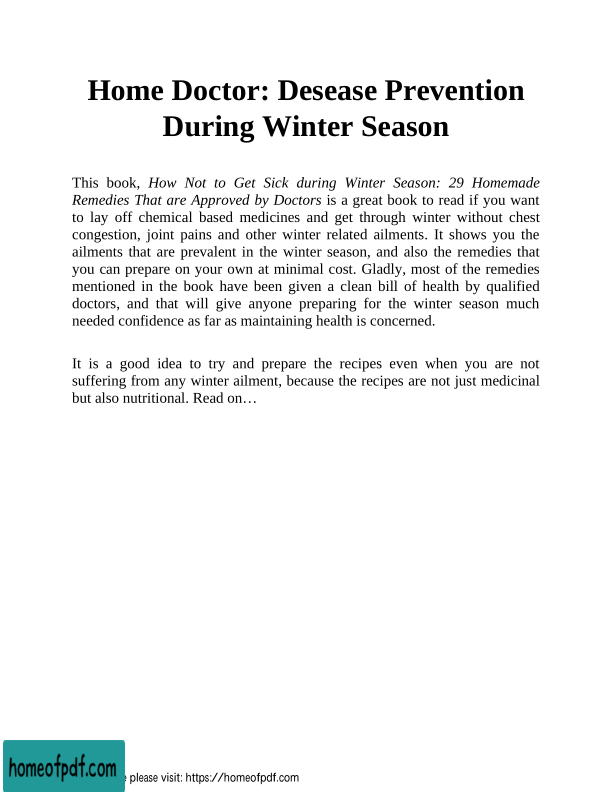 Home Doctor: Desease Prevention
During Winter Season
This book, How Not to Get Sick during Winter Season: 29 Homemade
Remedies That are Approved by Doctors is a great book to read if you want
to lay off chemical based medicines and get through winter without chest
congestion, joint pains and other winter related ailments. It shows you the
ailments that are prevalent in the winter season, and also the remedies that
you can prepare on your own at minimal cost. Gladly, most of the remedies
mentioned in the book have been given a clean bill of health by qualified
doctors, and that will give anyone preparing for the winter season much
needed confidence as far as maintaining health is concerned.
It is a good idea to try and prepare the recipes even when you are not
suffering from any winter ailment, because the recipes are not just medicinal
but also nutritional. Read on…
homeofpdf.com
please visit: https://homeofpdf.com